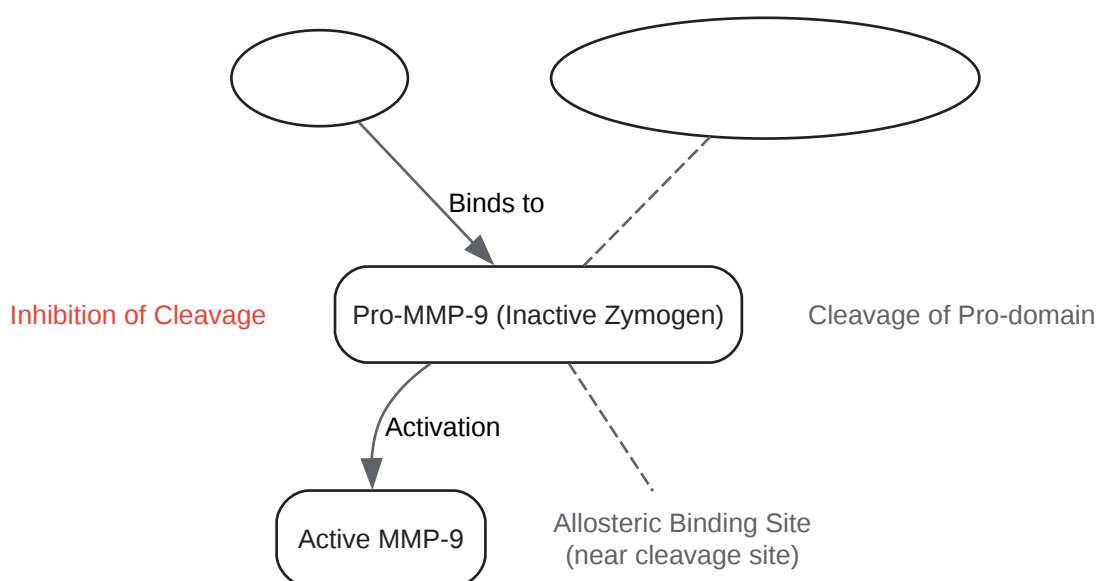 Binds to
Inhibition of Cleavage
Pro-MMP-9 (Inactive Zymogen)
Cleavage of Pro-domain
Activation
Active MMP-9
Allosteric Binding Site
(near cleavage site)